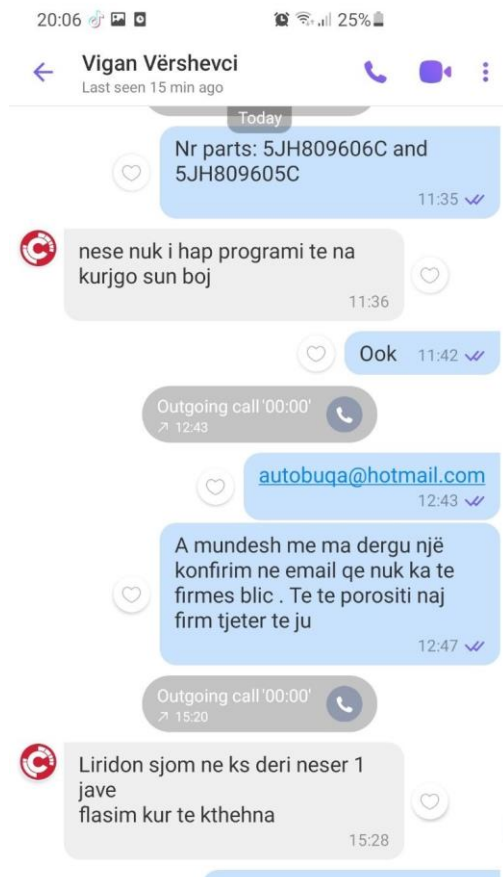 20:06 25%
Vigan Vërshevci
Last seen 15 min ago
Today
Nr parts: 5JH809606C and
5JH809605C
11:35
nese nuk i hap programi te na
kurjgo sun boj
11:36
Ook 11:42
Outgoing call '00:00'
↗ 12:43
autobuqa@hotmail.com
12:43
A mundesh me ma dergu një
konfirim ne email qe nuk ka te
firmes blic . Te te porositi naj
firm tjeter te ju
12:47
Outgoing call '00:00'
↗ 15:20
Liridon sjom ne ks deri neser 1
jave
flasim kur te kthehna
15:28